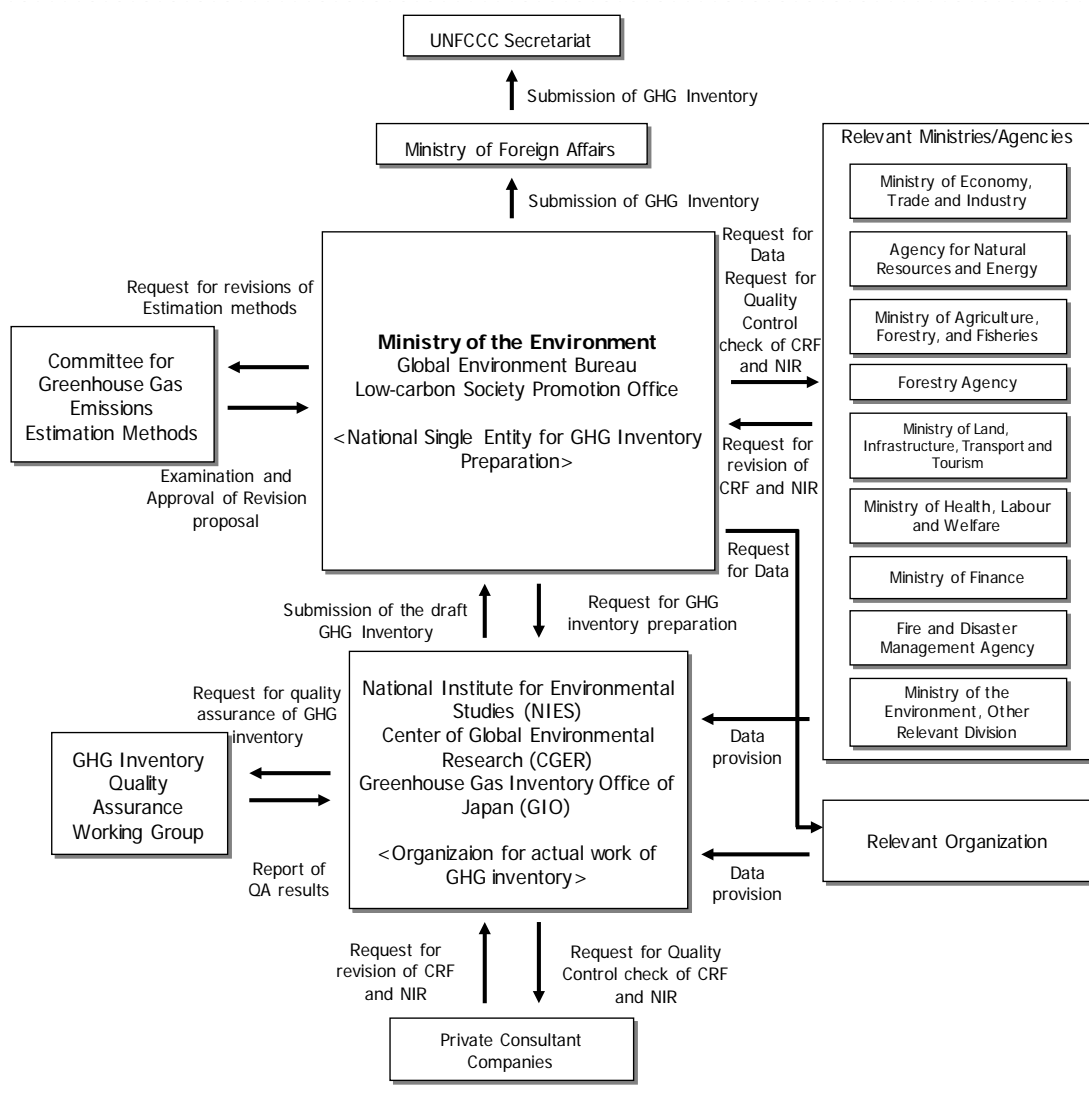 UNFCCC Secretariat
Submission of GHG Inventory
Ministry of Foreign Affairs
Submission of GHG Inventory
Relevant Ministries/Agencies
Ministry of Economy,
Trade and Industry
Agency for Natural
Resources and Energy
Ministry of Agriculture,
Forestry, and Fisheries
Forestry Agency
Ministry of Land,
Infrastructure, Transport and
Tourism
Ministry of Health, Labour
and Welfare
Ministry of Finance
Fire and Disaster
Management Agency
Ministry of the
Environment, Other
Relevant Division
Request for
Data
Request for
Quality
Control
check of CRF
and NIR
Request for
revision of
CRF and NIR
Request for revisions of
Estimation methods
Committee for
Greenhouse Gas
Emissions
Estimation Methods
Examination and
Approval of Revision
proposal
Ministry of the Environment
Global Environment Bureau
Low-carbon Society Promotion Office
<National Single Entity for GHG Inventory
Preparation>
Request
for Data
Submission of the draft
GHG Inventory
Request for GHG
inventory preparation
Request for quality
assurance of GHG
inventory
GHG Inventory
Quality
Assurance
Working Group
Report of
QA results
National Institute for Environmental
Studies (NIES)
Center of Global Environmental
Research (CGER)
Greenhouse Gas Inventory Office of
Japan (GIO)
<Organizaion for actual work of
GHG inventory>
Data
provision
Relevant Organization
Data
provision
Request for
revision of CRF
and NIR
Request for Quality
Control check of CRF
and NIR
Private Consultant
Companies